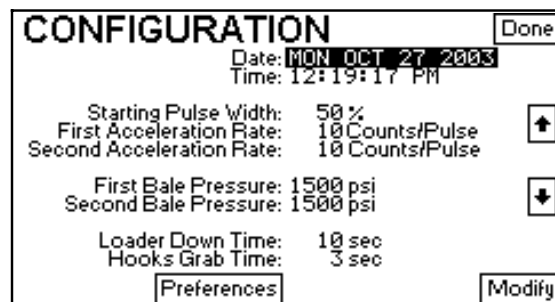 CONFIGURATION Done
Date: MON OCT 27 2003
Time: 12:19:17 PM
Starting Pulse Width: 50 %
First Acceleration Rate: 10 Counts/Pulse
Second Acceleration Rate: 10 Counts/Pulse
First Bale Pressure: 1500 psi
Second Bale Pressure: 1500 psi
Loader Down Time: 10 sec
Hooks Grab Time: 3 sec
Preferences Modify